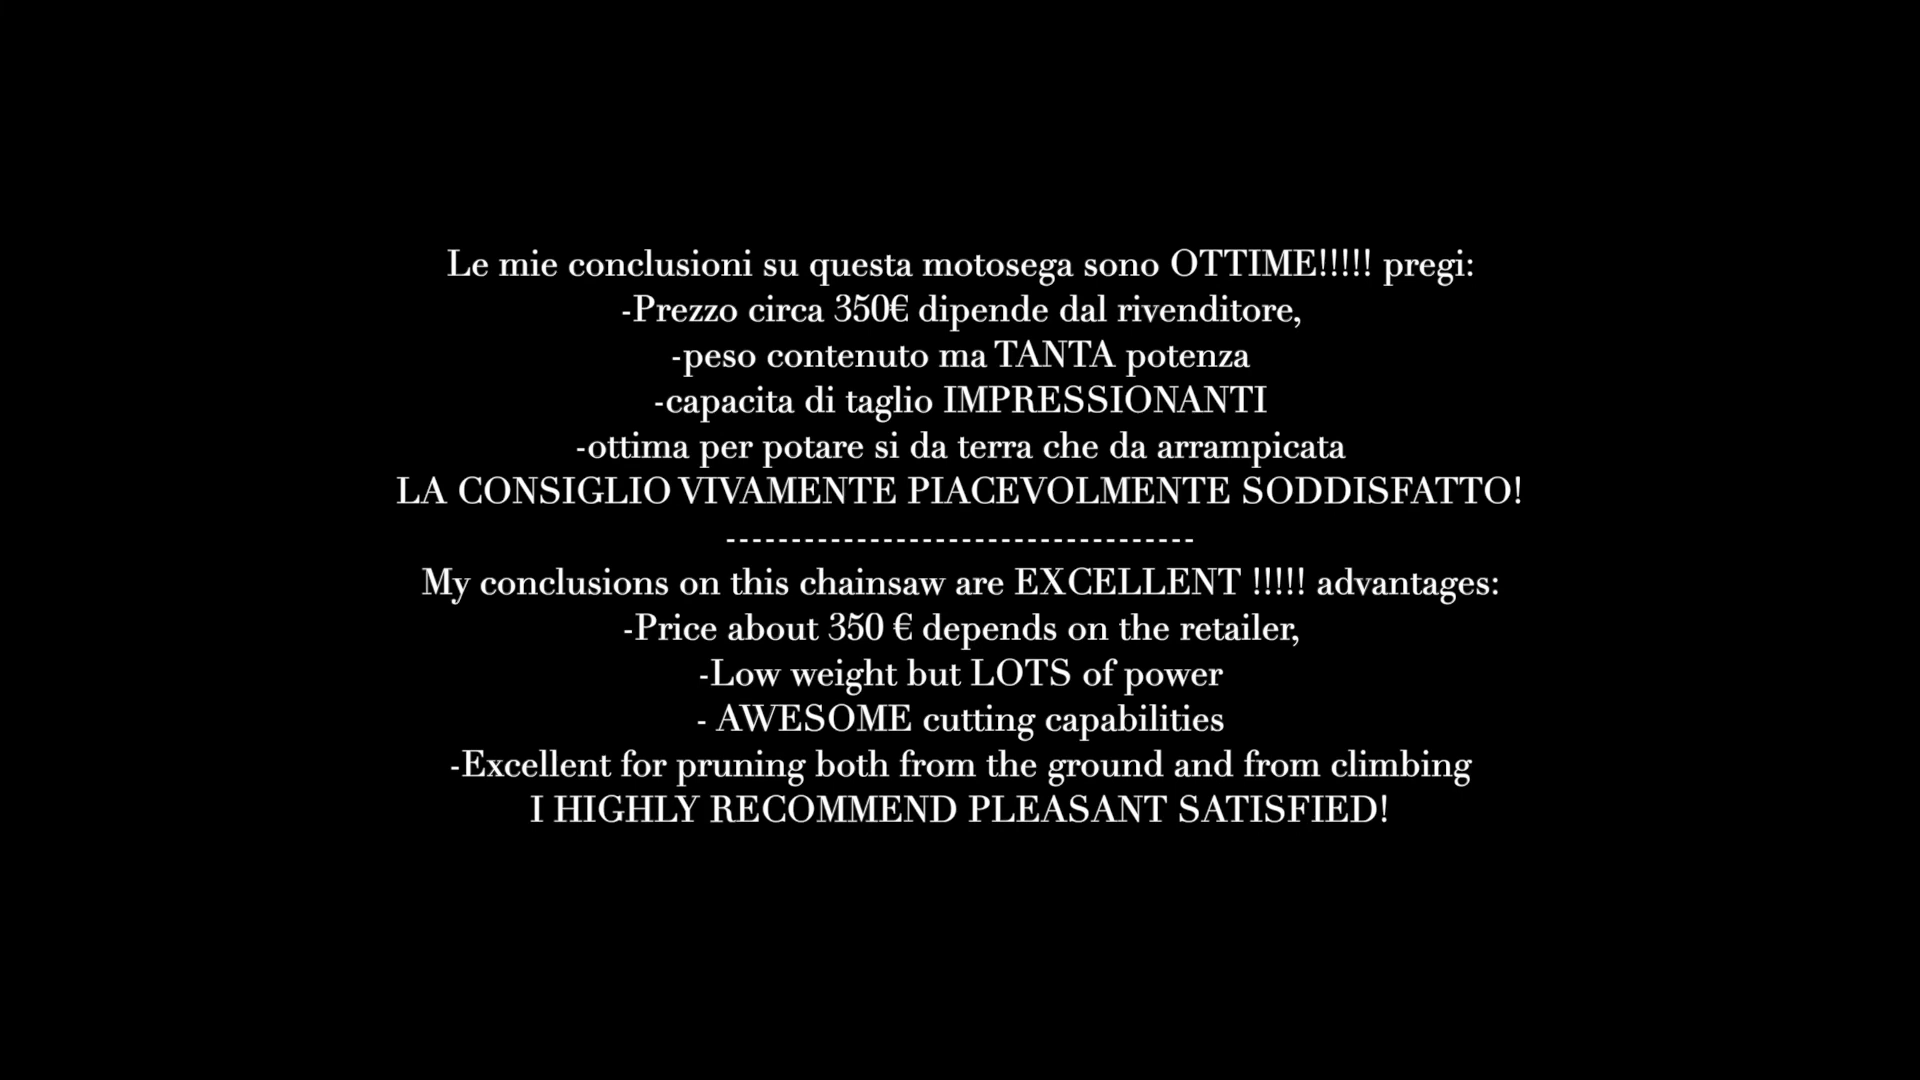 Le mie conclusioni su questa motosega sono OTTIME!!!!! pregi:
-Prezzo circa 350€ dipende dal rivenditore,
-peso contenuto ma TANTA potenza
-capacita di taglio IMPRESSIONANTI
-ottima per potare si da terra che da arrampicata
LA CONSIGLIO VIVAMENTE PIACEVOLMENTE SODDISFATTO!
------------------------------------
My conclusions on this chainsaw are EXCELLENT !!!!! advantages:
-Price about 350 € depends on the retailer,
-Low weight but LOTS of power
- AWESOME cutting capabilities
-Excellent for pruning both from the ground and from climbing
I HIGHLY RECOMMEND PLEASANT SATISFIED!